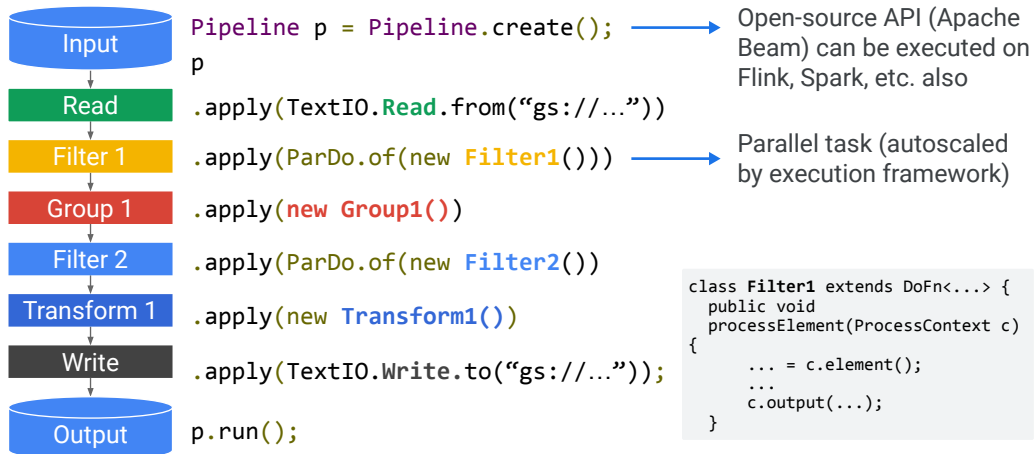 Input
Pipeline p = Pipeline.create();
p
Open-source API (Apache
Beam) can be executed on
Flink, Spark, etc. also
Read
.apply(TextIO.Read.from(“gs://…”))
Filter 1
.apply(ParDo.of(new Filter1()))
Parallel task (autoscaled
by execution framework)
Group 1
.apply(new Group1())
Filter 2
.apply(ParDo.of(new Filter2())
Transform 1
.apply(new Transform1())
Write
.apply(TextIO.Write.to(“gs://…”));
Output
p.run();
class Filter1 extends DoFn<...> {
public void
processElement(ProcessContext c)
{
... = c.element();
...
c.output(...);
}